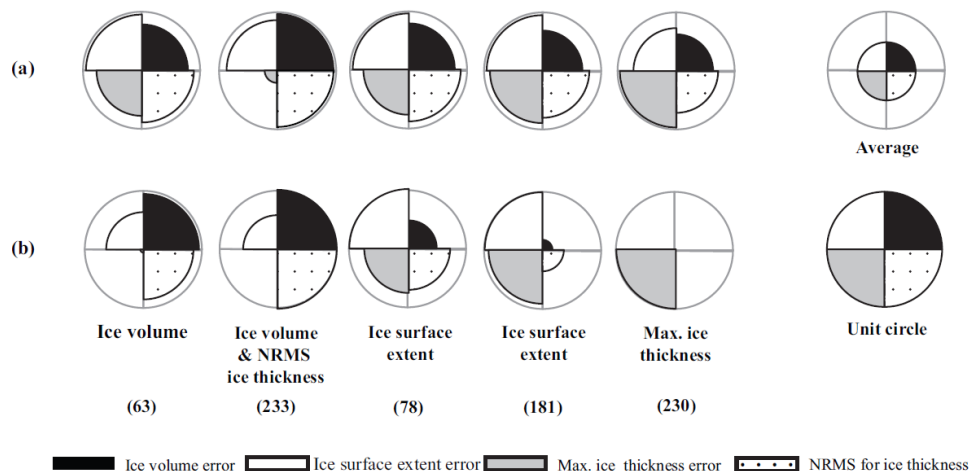 (a)
Average
(b)
Ice volume
Ice volume
& NRMS
ice thickness
Ice surface
extent
Ice surface
extent
Max. ice
thickness
Unit circle
(63)
(233)
(78)
(181)
(230)
Ice volume error
Ice surface extent error
Max. ice thickness error
NRMS for ice thickness